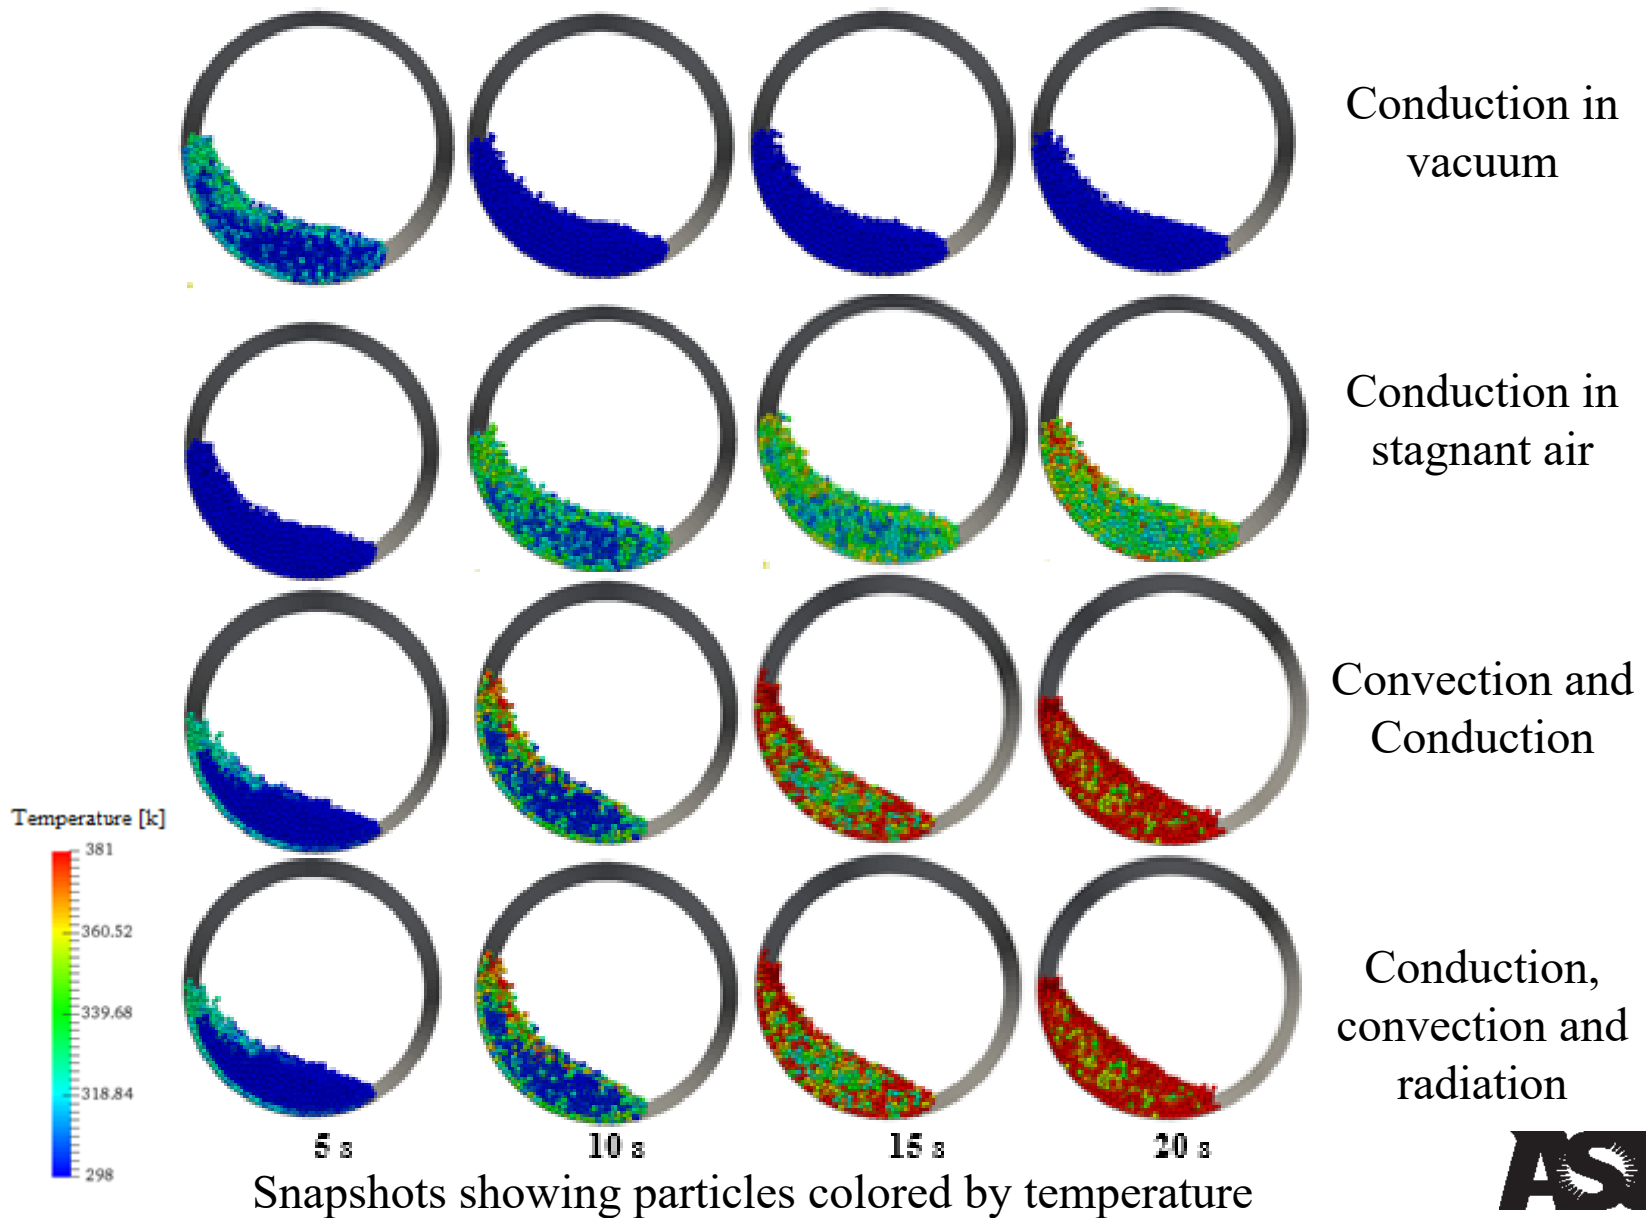 Conduction in
vacuum
Conduction in
stagnant air
Convection and
Conduction
Temperature [k]
381
360.52
339.68
318.84
298
Conduction,
convection and
radiation
5 s
10 s
15 s
20 s
Snapshots showing particles colored by temperature